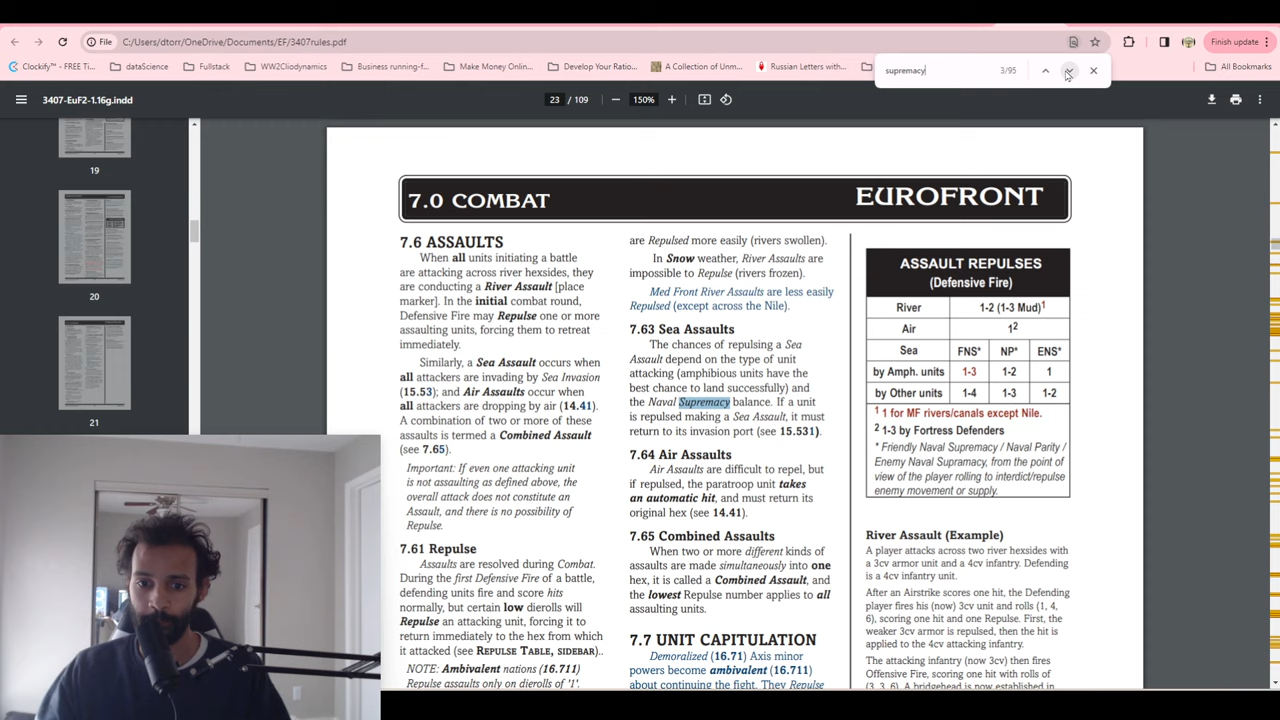 File
C:/Users/dtorr/OneDrive/Documents/EF/3407rules.pdf
Finish update
Clockify™ - FREE Ti...
dataScience
Fullstack
WW2Cliodynamics
Business running-f...
Make Money Online...
Develop Your Ratio...
A Collection of Unm...
Russian Letters with...
All Bookmarks
supremacy
3/95
3407-EuF2-1.16g.indd
23 / 109
150%
19
20
21
7.0 COMBAT
EUROFRONT
7.6 ASSAULTS
When all units initiating a battle
are attacking across river hexsides, they
are conducting a River Assault [place
marker]. In the initial combat round,
Defensive Fire may Repulse one or more
assaulting units, forcing them to retreat
immediately.
Similarly, a Sea Assault occurs when
all attackers are invading by Sea Invasion
(15.53); and Air Assaults occur when
all attackers are dropping by air (14.41).
A combination of two or more of these
assaults is termed a Combined Assault
(see 7.65).
Important: If even one attacking unit
is not assaulting as defined above, the
overall attack does not constitute an
Assault, and there is no possibility of
Repulse.
7.61 Repulse
Assaults are resolved during Combat.
During the first Defensive Fire of a battle,
defending units fire and score hits
normally, but certain low dierolls will
Repulse an attacking unit, forcing it to
return immediately to the hex from which
it attacked (see REPULSE TABLE, SIDEBAR)..
NOTE: Ambivalent nations (16.711)
Repulse assaults only on dierolls of '1'.
are Repulsed more easily (rivers swollen).
In Snow weather, River Assaults are
impossible to Repulse (rivers frozen).
Med Front River Assaults are less easily
Repulsed (except across the Nile).
7.63 Sea Assaults
The chances of repulsing a Sea
Assault depend on the type of unit
attacking (amphibious units have the
best chance to land successfully) and
the Naval Supremacy balance. If a unit
is repulsed making a Sea Assault, it must
return to its invasion port (see 15.531).
7.64 Air Assaults
Air Assaults are difficult to repel, but
if repulsed, the paratroop unit takes
an automatic hit, and must return its
original hex (see 14.41).
7.65 Combined Assaults
When two or more different kinds of
assaults are made simultaneously into one
hex, it is called a Combined Assault, and
the lowest Repulse number applies to all
assaulting units.
7.7 UNIT CAPITULATION
Demoralized (16.71) Axis minor
powers become ambivalent (16.711)
about continuing the fight. They Repulse
ASSAULT REPULSES
(Defensive Fire)
River 1-2 (1-3 Mud)1
Air 12
Sea FNS* NP* ENS*
by Amph. units 1-3 1-2 1
by Other units 1-4 1-3 1-2
1 1 for MF rivers/canals except Nile.
2 1-3 by Fortress Defenders
* Friendly Naval Supremacy / Naval Parity /
Enemy Naval Supramacy, from the point of
view of the player rolling to interdict/repulse
enemy movement or supply.
River Assault (Example)
A player attacks across two river hexsides with
a 3cv armor unit and a 4cv infantry. Defending
is a 4cv infantry unit.
After an Airstrike scores one hit, the Defending
player fires his (now) 3cv unit and rolls (1, 4,
6), scoring one hit and one Repulse. First, the
weaker 3cv armor is repulsed, then the hit is
applied to the 4cv attacking infantry.
The attacking infantry (now 3cv) then fires
Offensive Fire, scoring one hit with rolls of
(3, 3, 6). A bridgehead is now established in